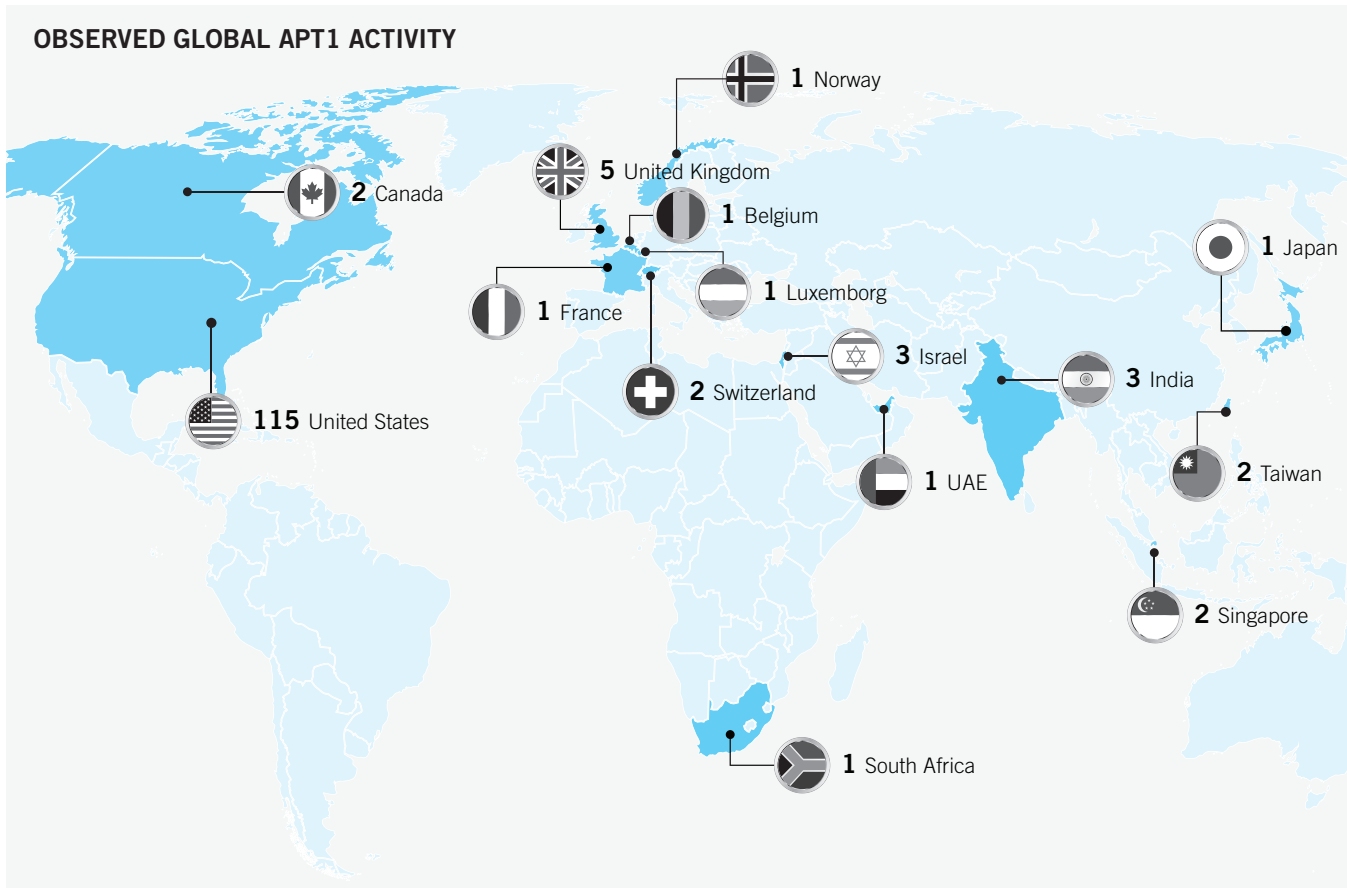 OBSERVED GLOBAL APT1 ACTIVITY
1 Norway
5 United Kingdom
2 Canada
1 Belgium
1 Japan
1 Luxemborg
1 France
3 Israel
3 India
2 Switzerland
115 United States
2 Taiwan
1 UAE
2 Singapore
1 South Africa